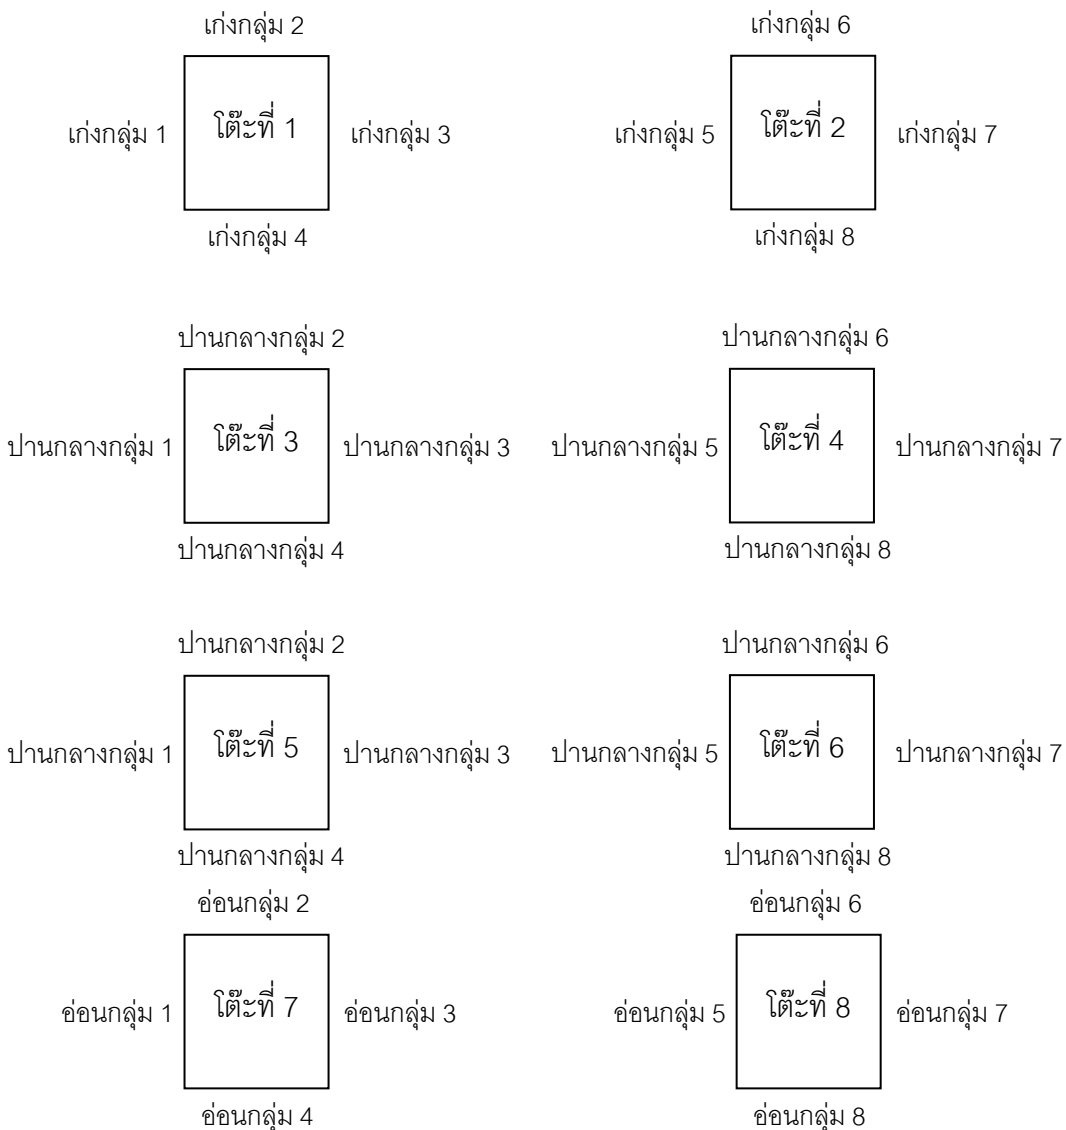 เก่งกลุ่ม 2 เก่งกลุ่ม 6
เก่งกลุ่ม 1 โต๊ะที่ 1 เก่งกลุ่ม 3 เก่งกลุ่ม 5 โต๊ะที่ 2 เก่งกลุ่ม 7
เก่งกลุ่ม 4 เก่งกลุ่ม 8
ปานกลางกลุ่ม 2 ปานกลางกลุ่ม 6
ปานกลางกลุ่ม 1 โต๊ะที่ 3 ปานกลางกลุ่ม 3 ปานกลางกลุ่ม 5 โต๊ะที่ 4 ปานกลางกลุ่ม 7
ปานกลางกลุ่ม 4 ปานกลางกลุ่ม 8
ปานกลางกลุ่ม 2 ปานกลางกลุ่ม 6
ปานกลางกลุ่ม 1 โต๊ะที่ 5 ปานกลางกลุ่ม 3 ปานกลางกลุ่ม 5 โต๊ะที่ 6 ปานกลางกลุ่ม 7
ปานกลางกลุ่ม 4 ปานกลางกลุ่ม 8
อ่อนกลุ่ม 2 อ่อนกลุ่ม 6
อ่อนกลุ่ม 1 โต๊ะที่ 7 อ่อนกลุ่ม 3 อ่อนกลุ่ม 5 โต๊ะที่ 8 อ่อนกลุ่ม 7
อ่อนกลุ่ม 4 อ่อนกลุ่ม 8